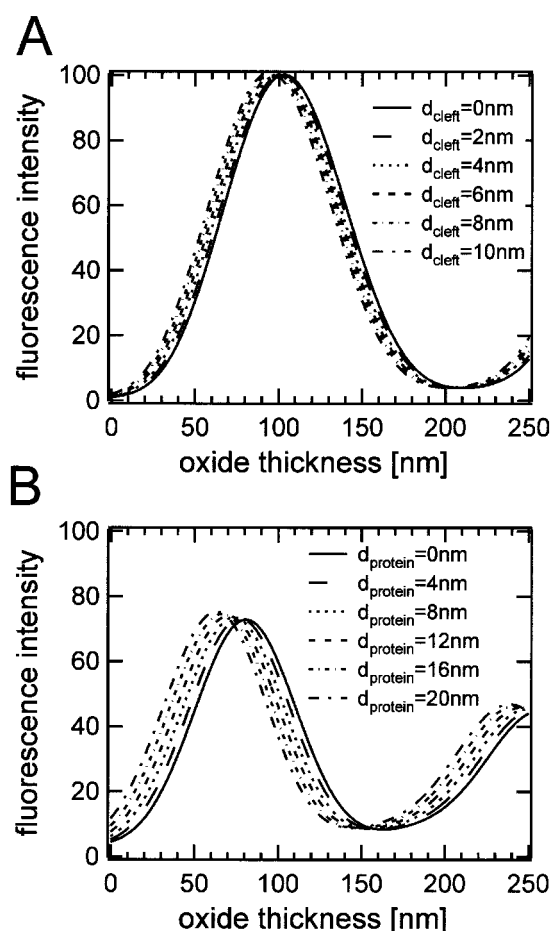 A
fluorescence intensity
100
80
60
40
20
0
d_cleft=0nm
d_cleft=2nm
d_cleft=4nm
d_cleft=6nm
d_cleft=8nm
d_cleft=10nm
0 50 100 150 200 250
oxide thickness [nm]
B
fluorescence intensity
100
80
60
40
20
0
d_protein=0nm
d_protein=4nm
d_protein=8nm
d_protein=12nm
d_protein=16nm
d_protein=20nm
0 50 100 150 200 250
oxide thickness [nm]